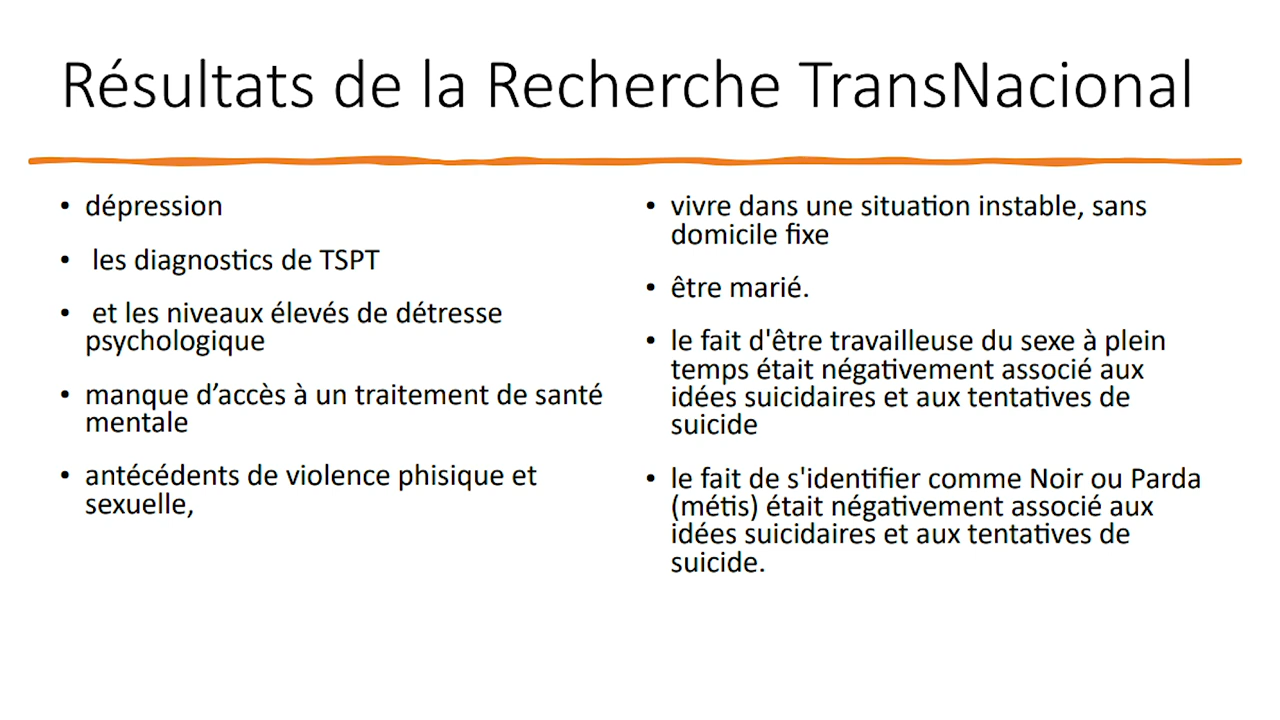 Résultats de la Recherche TransNacional
• dépression
• les diagnostics de TSPT
• et les niveaux élevés de détresse
psychologique
• manque d’accès à un traitement de santé
mentale
• antécédents de violence phisique et
sexuelle,
• vivre dans une situation instable, sans
domicile fixe
• être marié.
• le fait d'être travailleuse du sexe à plein
temps était négativement associé aux
idées suicidaires et aux tentatives de
suicide
• le fait de s'identifier comme Noir ou Parda
(métis) était négativement associé aux
idées suicidaires et aux tentatives de
suicide.